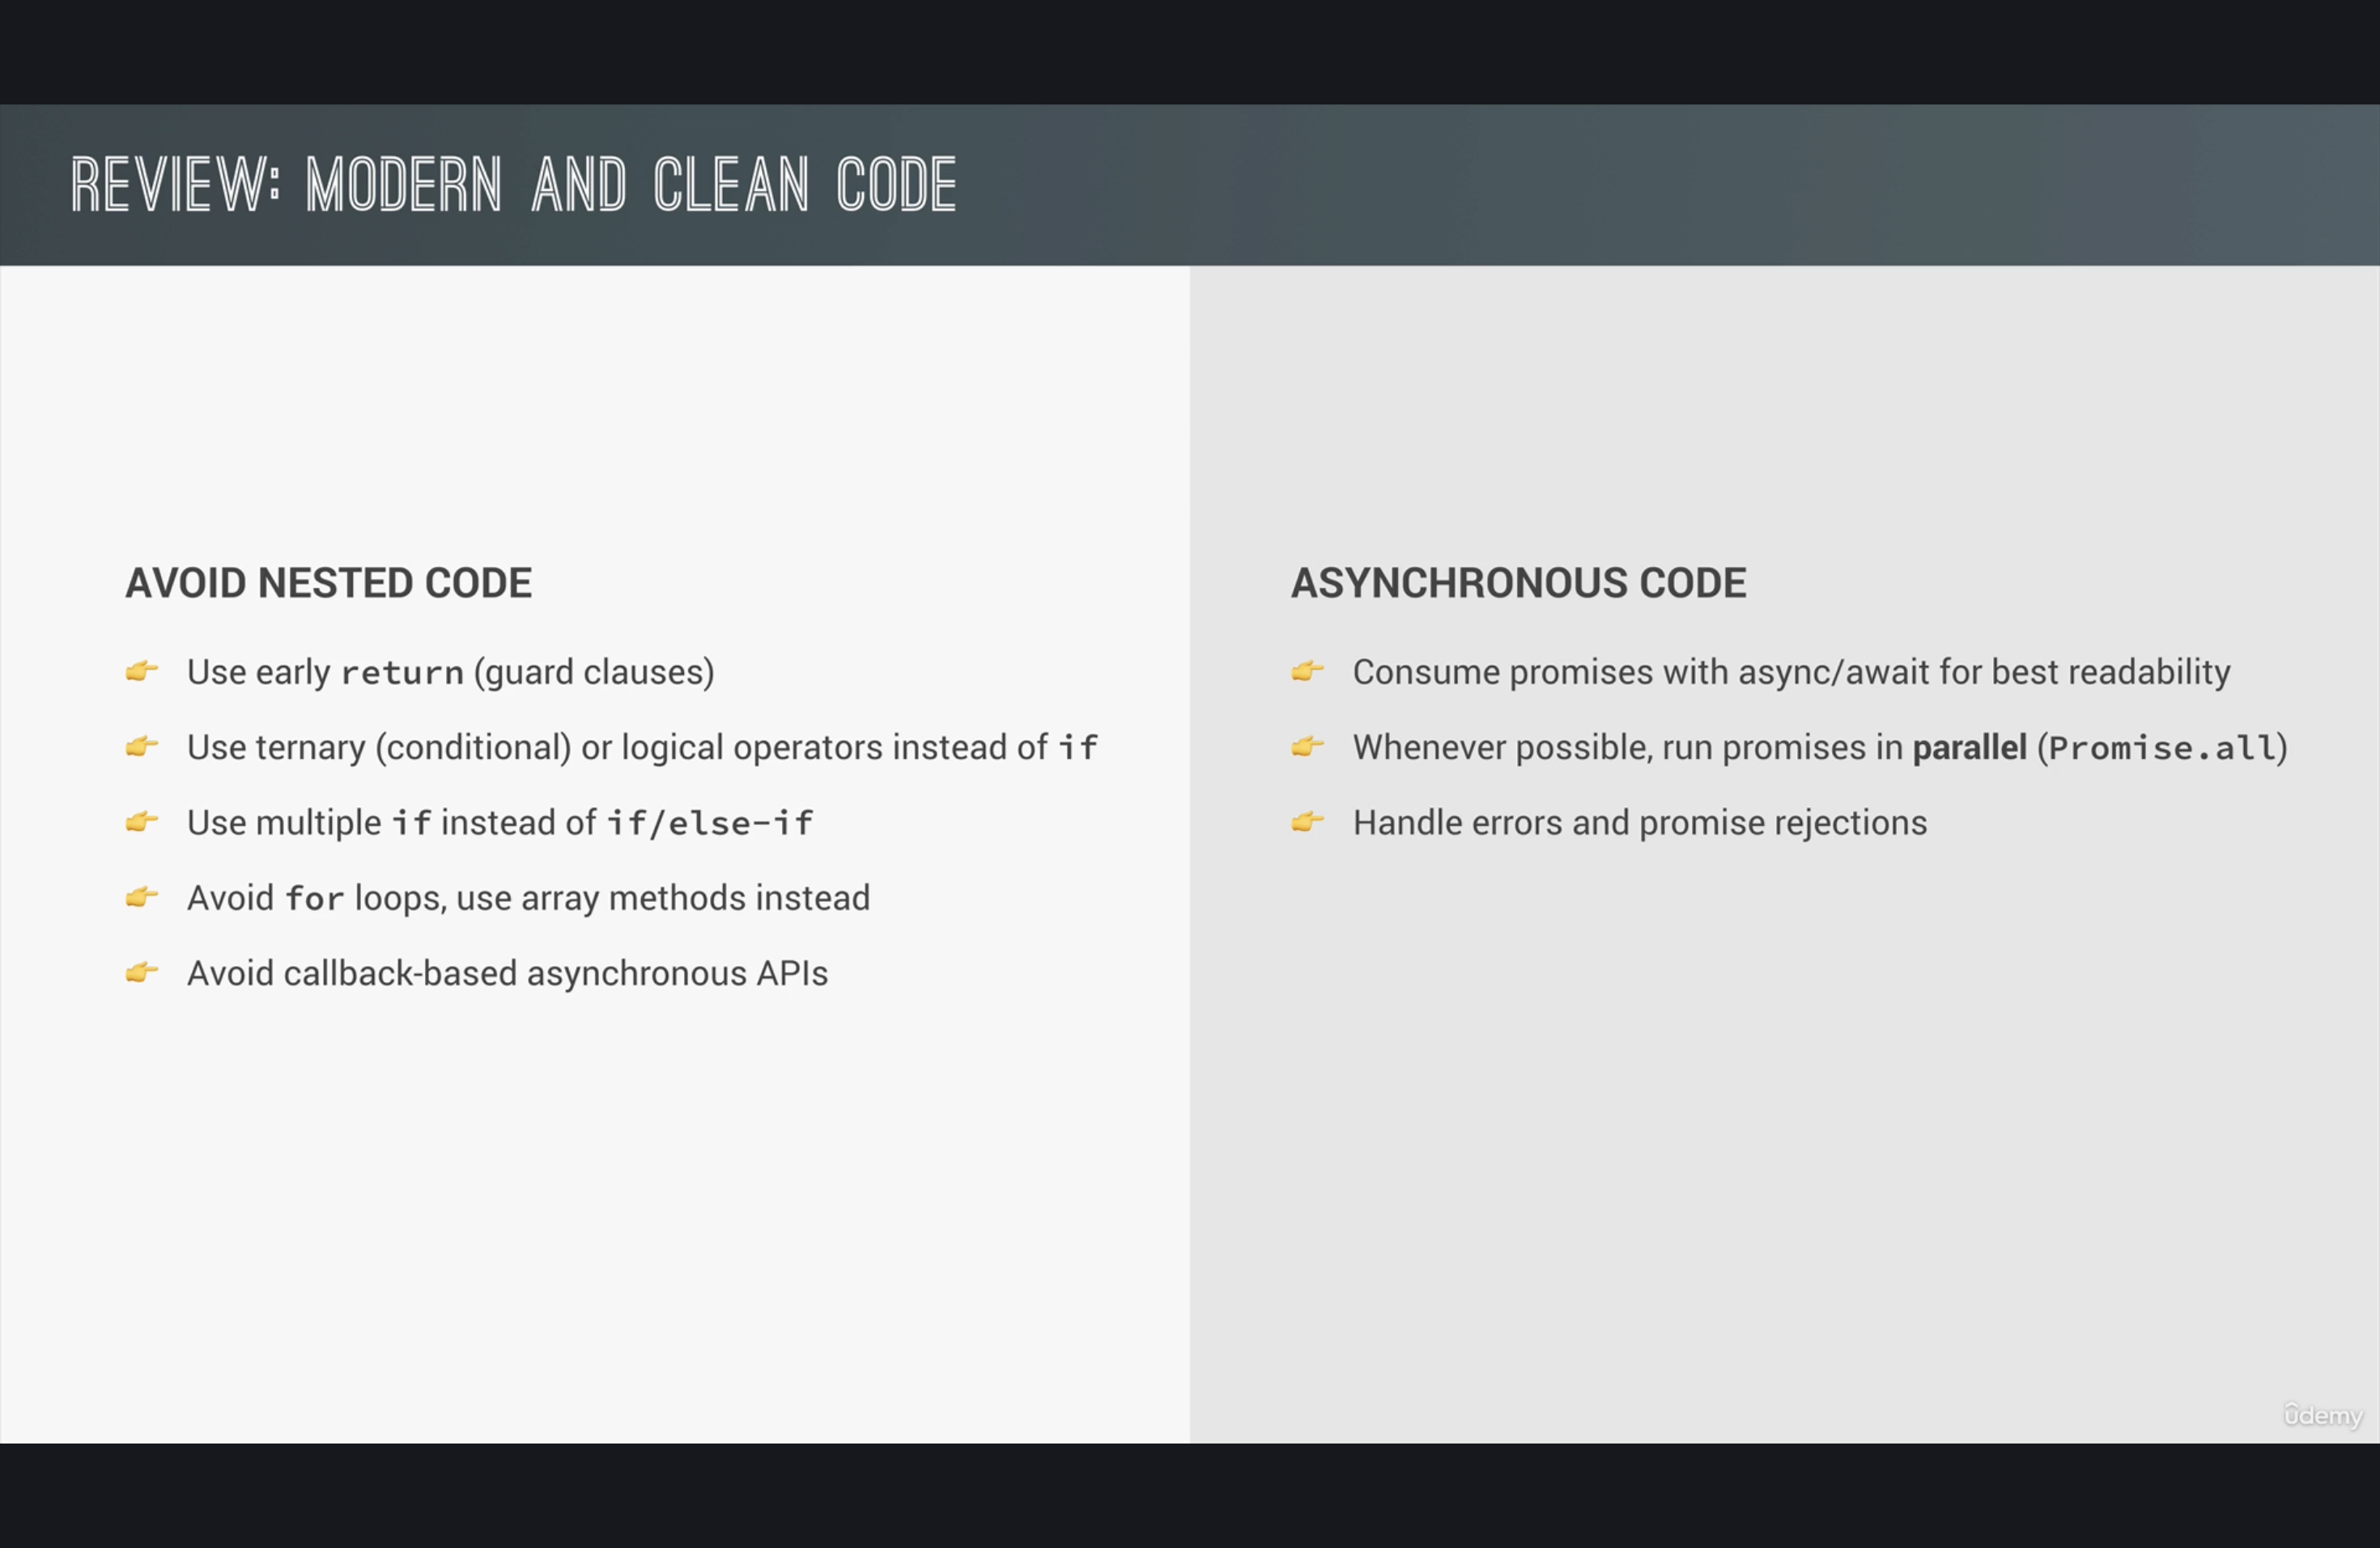 REVIEW: MODERN AND CLEAN CODE
AVOID NESTED CODE
👉 Use early return (guard clauses)
👉 Use ternary (conditional) or logical operators instead of if
👉 Use multiple if instead of if/else-if
👉 Avoid for loops, use array methods instead
👉 Avoid callback-based asynchronous APIs
ASYNCHRONOUS CODE
👉 Consume promises with async/await for best readability
👉 Whenever possible, run promises in parallel (Promise.all)
👉 Handle errors and promise rejections
ûdemy